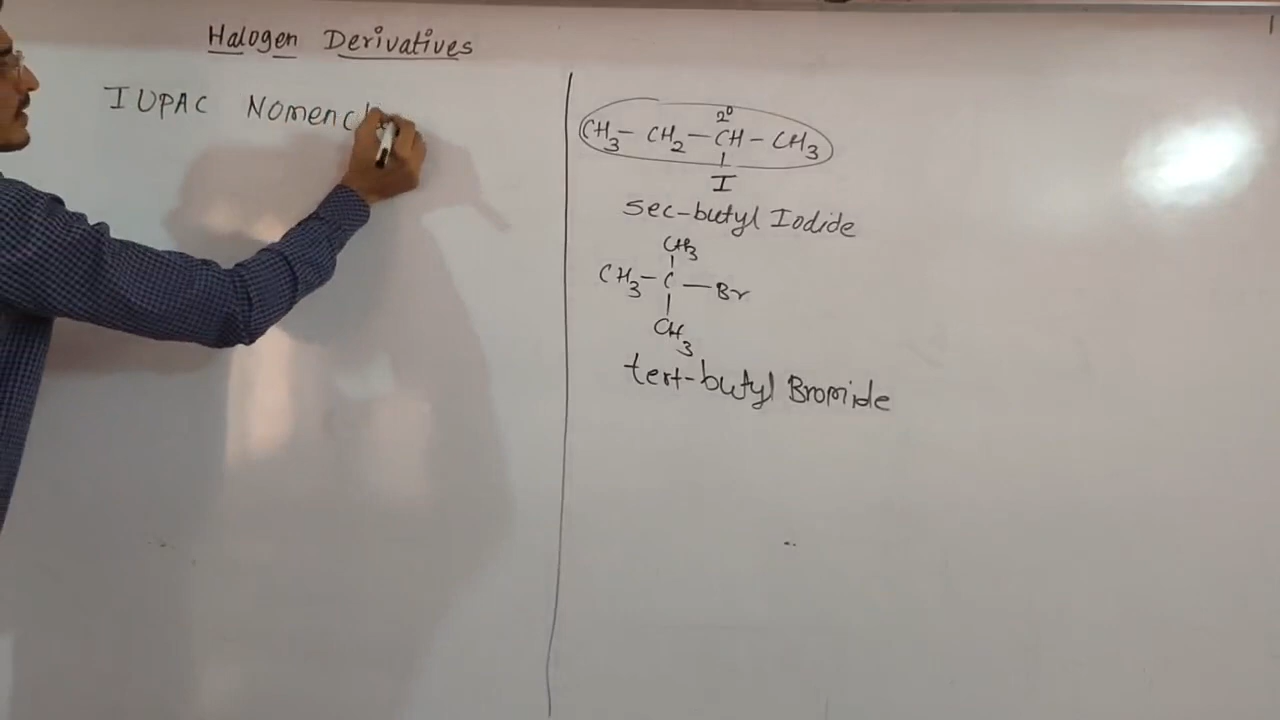 Halogen Derivatives
IUPAC Nomencl
2°
CH3 — CH2 — CH — CH3
I
Sec-butyl Iodide
CH3
CH3 — C — Br
CH3
tert-butyl Bromide